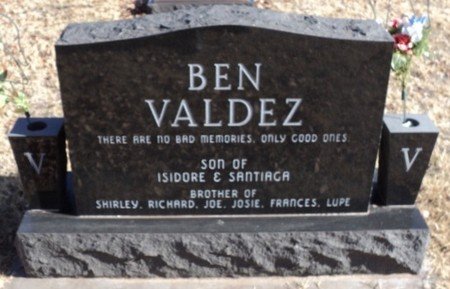 BEN
VALDEZ
THERE ARE NO BAD MEMORIES, ONLY GOOD ONES
SON OF
ISIDORE & SANTIAGA
BROTHER OF
SHIRLEY, RICHARD, JOE, JOSIE, FRANCES, LUPE
V
V